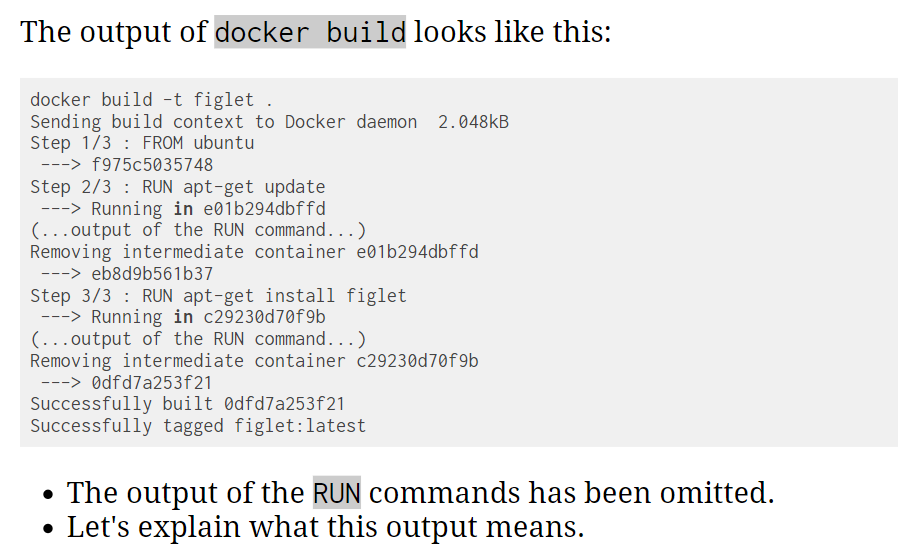 The output of docker build looks like this:
docker build -t figlet .
Sending build context to Docker daemon  2.048kB
Step 1/3 : FROM ubuntu
 ---> f975c5035748
Step 2/3 : RUN apt-get update
 ---> Running in e01b294dbffd
(...output of the RUN command...)
Removing intermediate container e01b294dbffd
 ---> eb8d9b561b37
Step 3/3 : RUN apt-get install figlet
 ---> Running in c29230d70f9b
(...output of the RUN command...)
Removing intermediate container c29230d70f9b
 ---> 0dfd7a253f21
Successfully built 0dfd7a253f21
Successfully tagged figlet:latest
• The output of the RUN commands has been omitted.
• Let's explain what this output means.